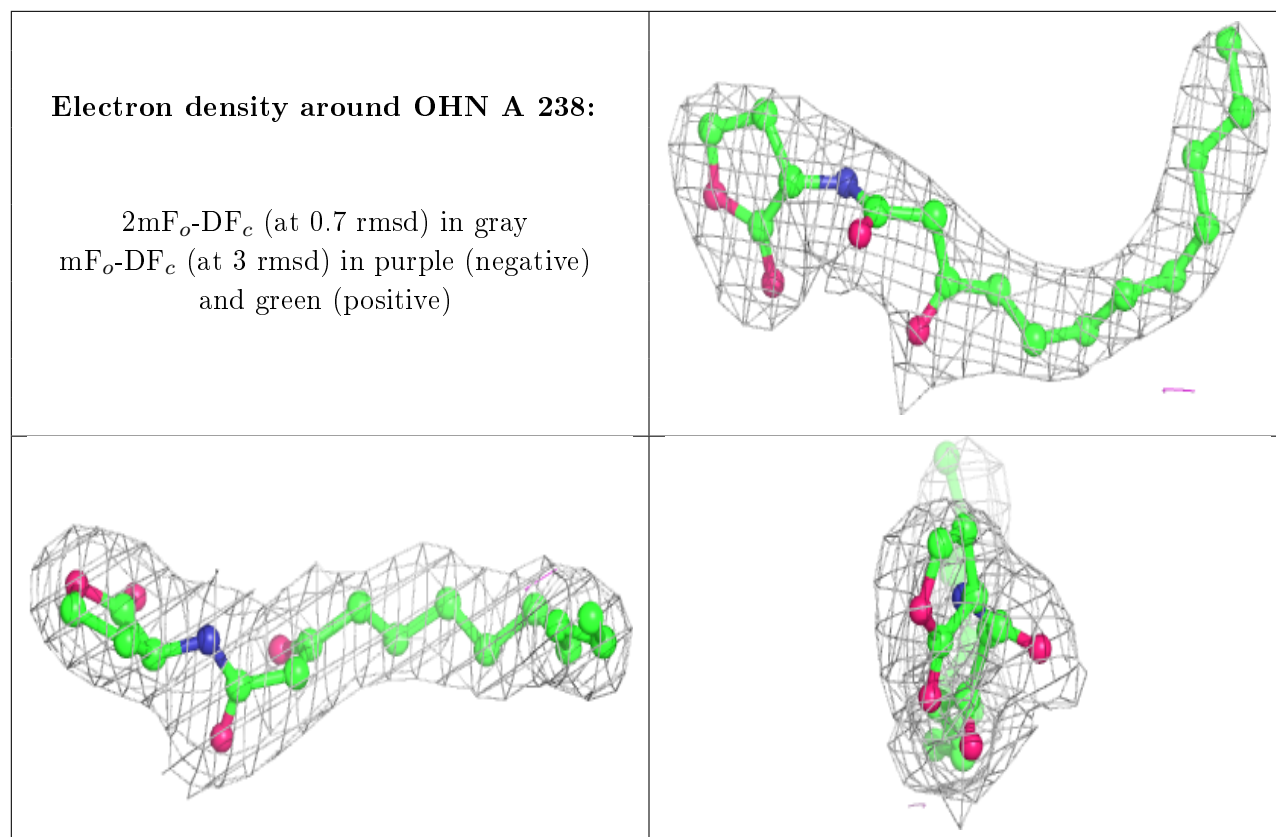 Electron density around OHN A 238:
2mFo-DFc (at 0.7 rmsd) in gray
mFo-DFc (at 3 rmsd) in purple (negative)
and green (positive)